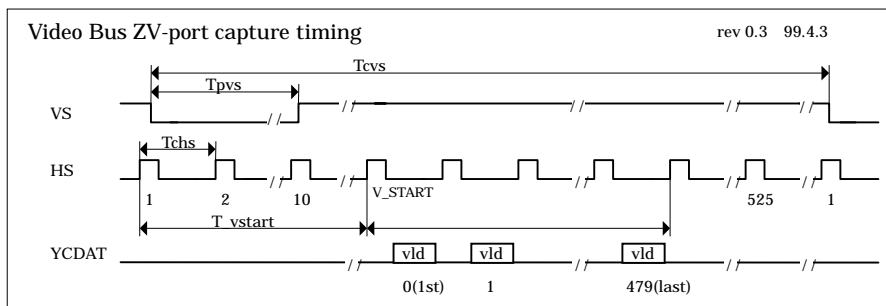 Video Bus ZV-port capture timing
rev 0.3 99.4.3
Tcvs
Tpvs
VS
Tchs
HS
V_START
1 2 10 525 1
T_vstart
YCDAT
vld vld vld
0(1st) 1 479(last)